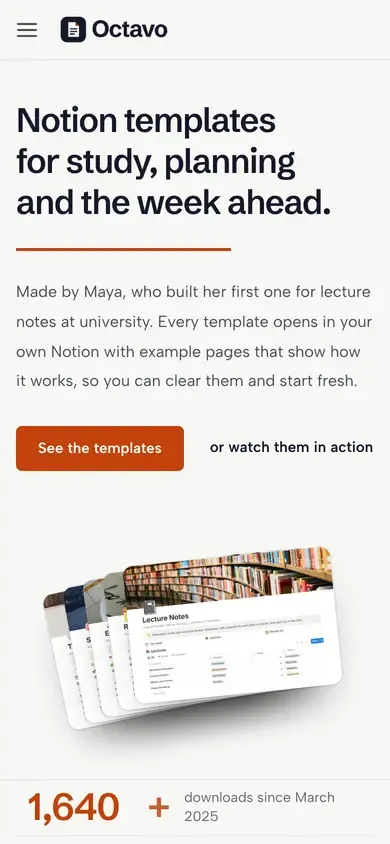 Octavo
Notion templates
for study, planning
and the week ahead.
Made by Maya, who built her first one for lecture
notes at university. Every template opens in your
own Notion with example pages that show how
it works, so you can clear them and start fresh.
See the templates
or watch them in action
Lecture Notes
Lectures
1,640 + downloads since March
2025